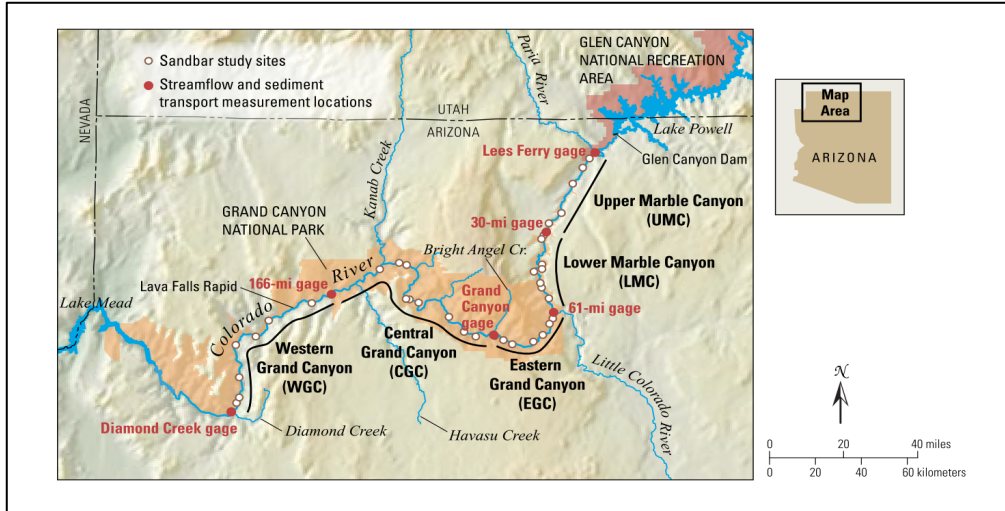 Sandbar study sites
Streamflow and sediment
transport measurement locations
GLEN CANYON
NATIONAL RECREATION
AREA
Paria River
NEVADA
UTAH
ARIZONA
Lake Powell
Glen Canyon Dam
Lees Ferry gage
Kanab Creek
Upper Marble Canyon
(UMC)
GRAND CANYON
NATIONAL PARK
30-mi gage
Bright Angel Cr.
Lower Marble Canyon
(LMC)
166-mi gage
Lava Falls Rapid
Colorado River
Lake Mead
Grand
Canyon
gage
61-mi gage
Western
Grand Canyon
(WGC)
Central
Grand Canyon
(CGC)
Eastern
Grand Canyon
(EGC)
Little Colorado River
Diamond Creek gage
Diamond Creek
Havasu Creek
Map
Area
ARIZONA
N
0 20 40 miles
0 20 40 60 kilometers